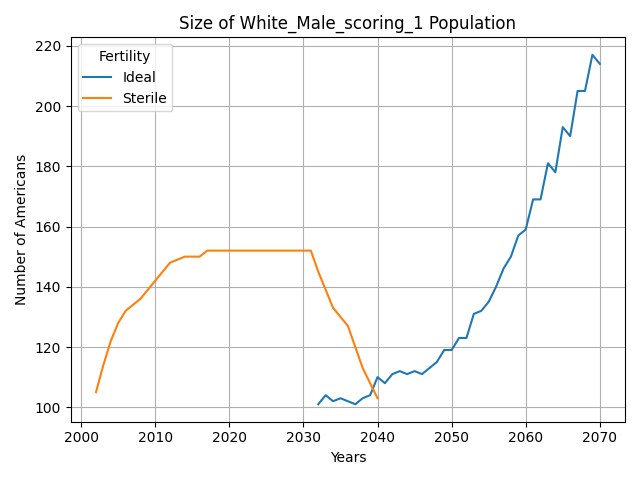 Size of White_Male_scoring_1 Population
Fertility
Ideal
Sterile
Number of Americans
220
200
180
160
140
120
100
2000 2010 2020 2030 2040 2050 2060 2070
Years